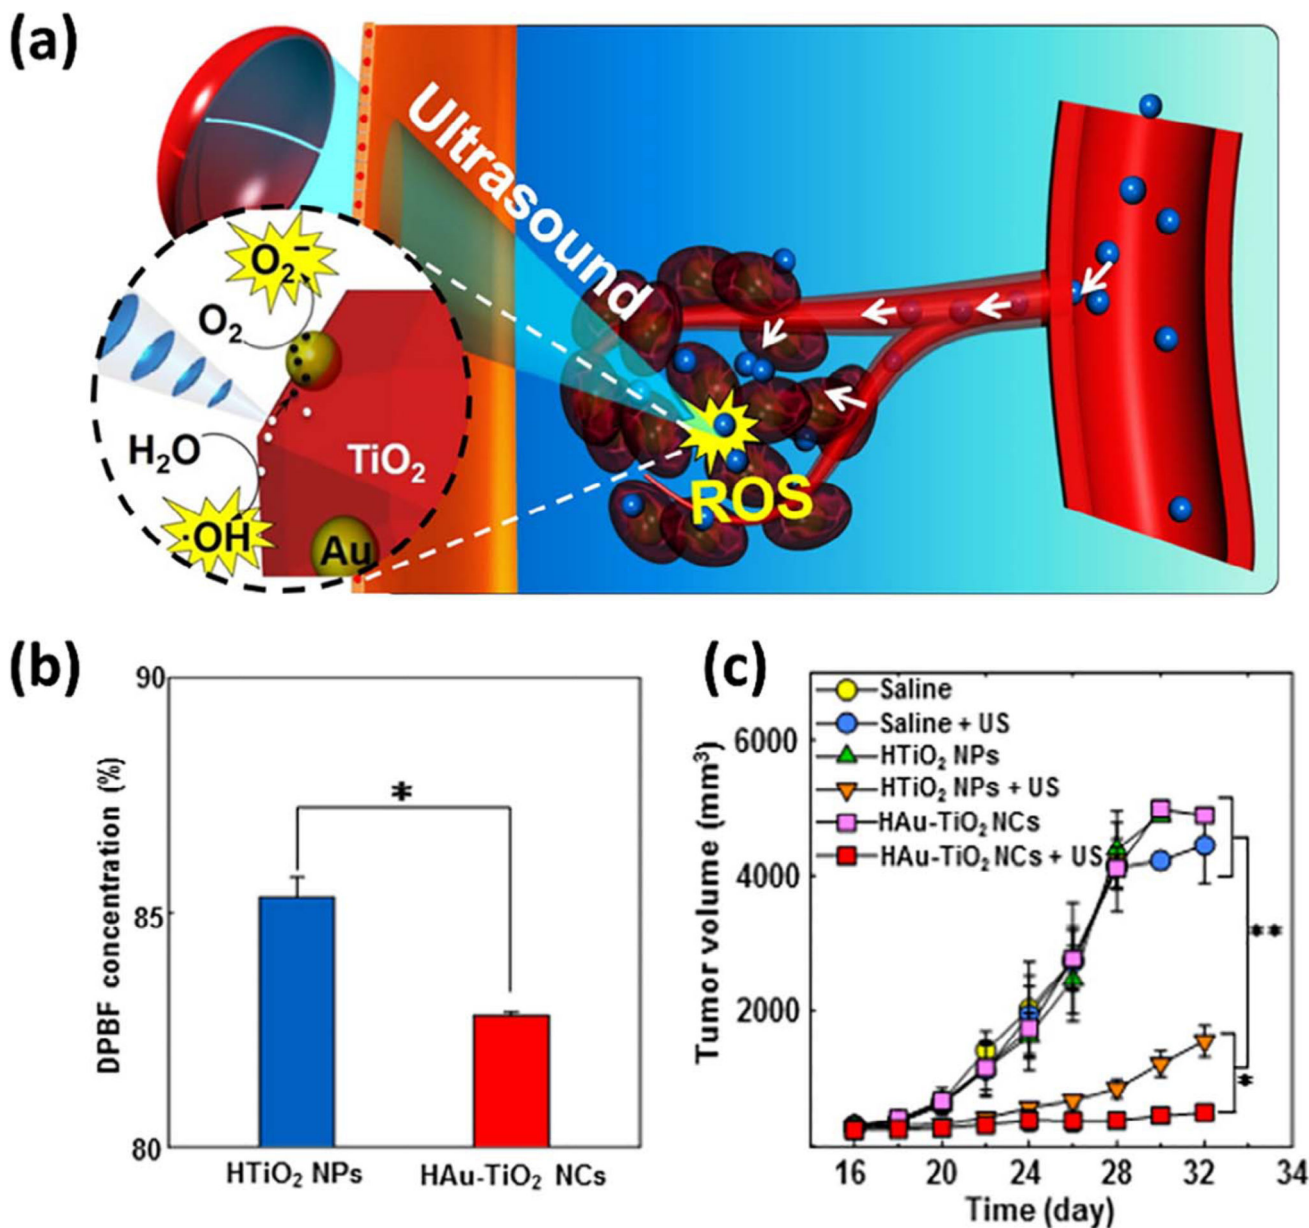 (a)
Ultrasound
O₂⁻
O₂
H₂O
TiO₂
·OH
Au
ROS
(b)
90
85
80
DPBF concentration (%)
*
HTiO₂ NPs
HAu-TiO₂ NCs
(c)
Saline
Saline + US
HTiO₂ NPs
HTiO₂ NPs + US
HAu-TiO₂ NCs
HAu-TiO₂ NCs + US
6000
4000
2000
Tumor volume (mm³)
**
*
16 20 24 28 32 34
Time (day)